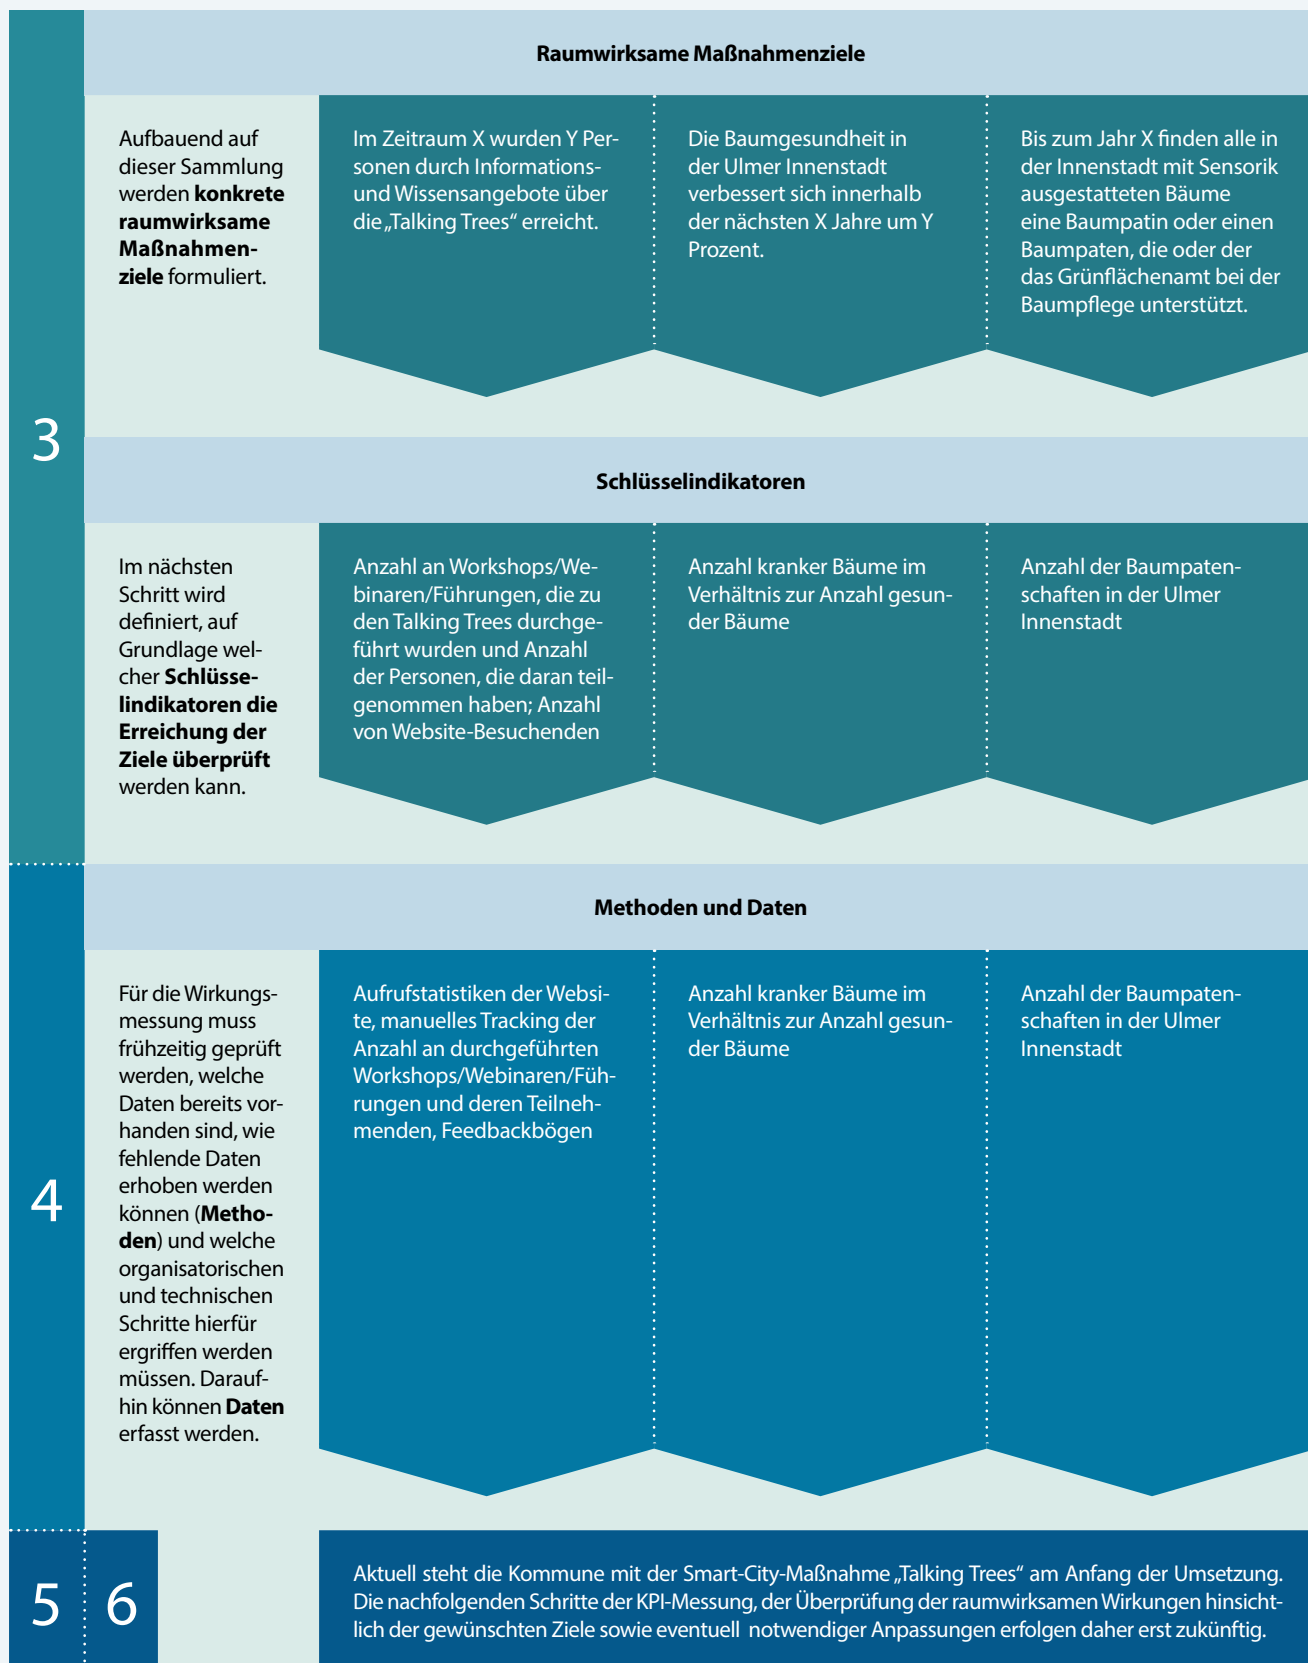 Raumwirksame Maßnahmenziele
Aufbauend auf
dieser Sammlung
werden konkrete
raumwirksame
Maßnahmen-
ziele formuliert.
Im Zeitraum X wurden Y Per-
sonen durch Informations-
und Wissensangebote über
die „Talking Trees“ erreicht.
Die Baumgesundheit in
der Ulmer Innenstadt
verbessert sich innerhalb
der nächsten X Jahre um Y
Prozent.
Bis zum Jahr X finden alle in
der Innenstadt mit Sensorik
ausgestatteten Bäume
eine Baumpatin oder einen
Baumpaten, die oder der
das Grünflächenamt bei der
Baumpflege unterstützt.
3
Schlüsselindikatoren
Im nächsten
Schritt wird
definiert, auf
Grundlage wel-
cher Schlüsse-
lindikatoren die
Erreichung der
Ziele überprüft
werden kann.
Anzahl an Workshops/We-
binaren/Führungen, die zu
den Talking Trees durchge-
führt wurden und Anzahl
der Personen, die daran teil-
genommen haben; Anzahl
von Website-Besuchenden
Anzahl kranker Bäume im
Verhältnis zur Anzahl gesun-
der Bäume
Anzahl der Baumpaten-
schaften in der Ulmer
Innenstadt
Methoden und Daten
4
Für die Wirkungs-
messung muss
frühzeitig geprüft
werden, welche
Daten bereits vor-
handen sind, wie
fehlende Daten
erhoben werden
können (Metho-
den) und welche
organisatorischen
und technischen
Schritte hierfür
ergriffen werden
müssen. Darauf-
hin können Daten
erfasst werden.
Aufrufstatistiken der Websi-
te, manuelles Tracking der
Anzahl an durchgeführten
Workshops/Webinaren/Füh-
rungen und deren Teilneh-
menden, Feedbackbögen
Anzahl kranker Bäume im
Verhältnis zur Anzahl gesun-
der Bäume
Anzahl der Baumpaten-
schaften in der Ulmer
Innenstadt
5 6
Aktuell steht die Kommune mit der Smart-City-Maßnahme „Talking Trees“ am Anfang der Umsetzung.
Die nachfolgenden Schritte der KPI-Messung, der Überprüfung der raumwirksamen Wirkungen hinsicht-
lich der gewünschten Ziele sowie eventuell notwendiger Anpassungen erfolgen daher erst zukünftig.